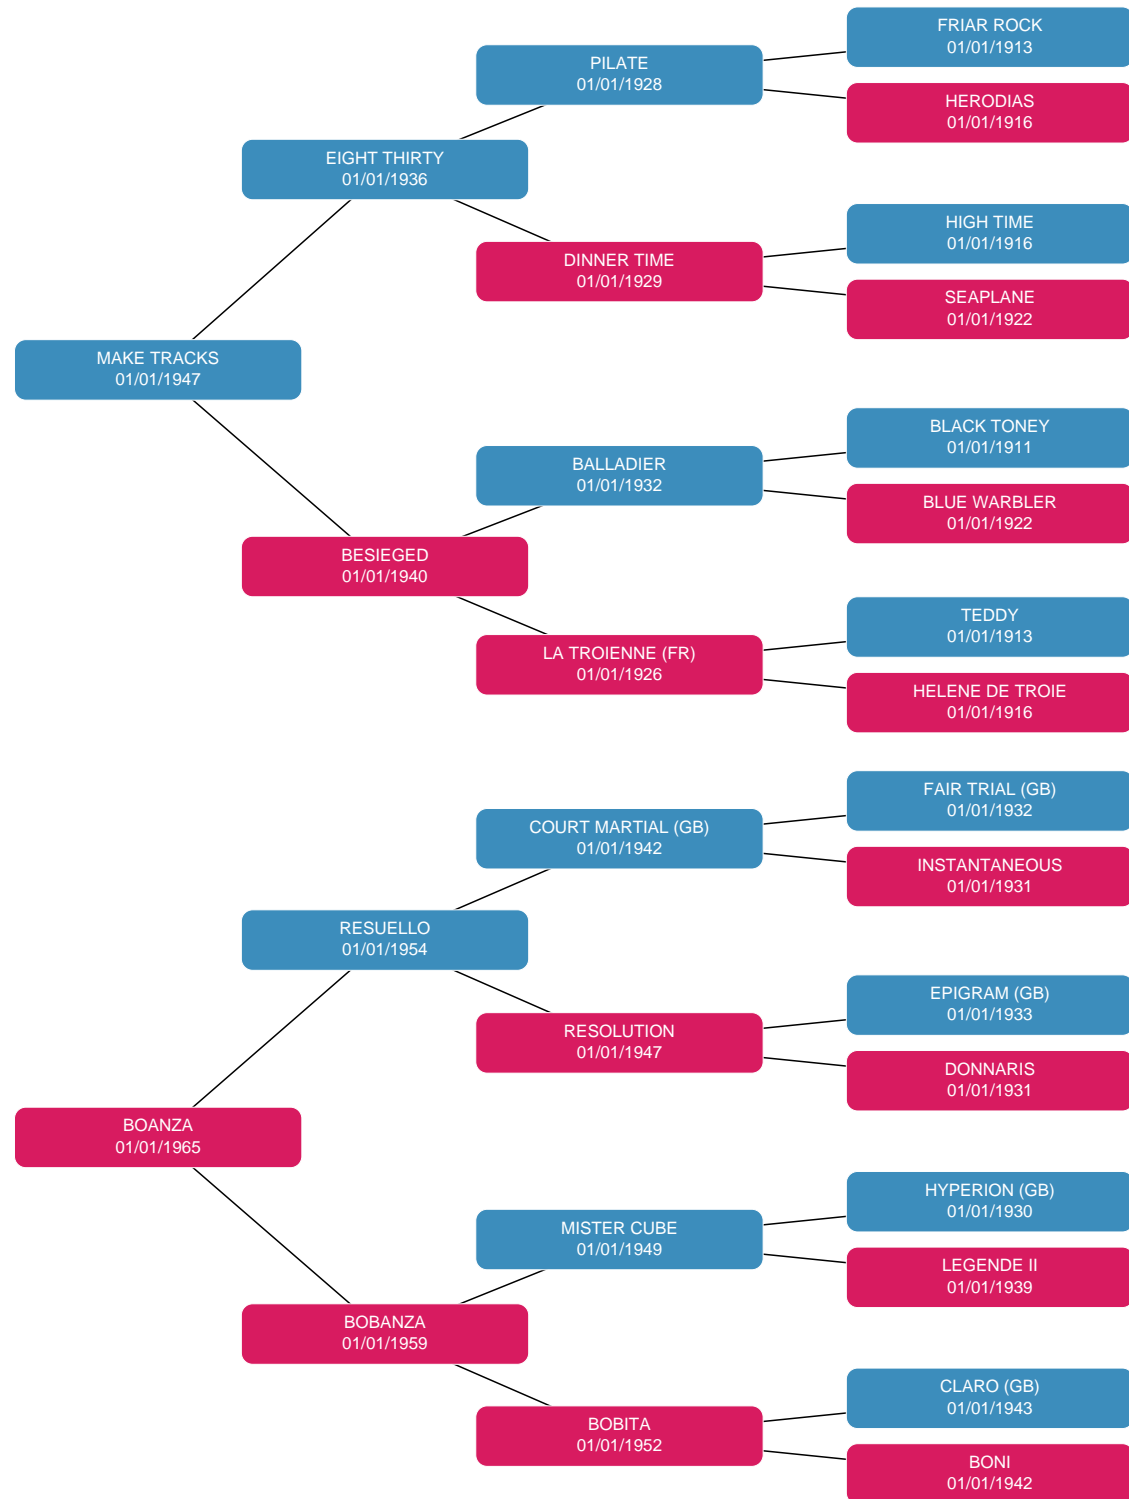 FRIAR ROCK
01/01/1913
PILATE
01/01/1928
HERODIAS
01/01/1916
EIGHT THIRTY
01/01/1936
HIGH TIME
01/01/1916
DINNER TIME
01/01/1929
SEAPLANE
01/01/1922
MAKE TRACKS
01/01/1947
BLACK TONEY
01/01/1911
BALLADIER
01/01/1932
BLUE WARBLER
01/01/1922
BESIEGED
01/01/1940
TEDDY
01/01/1913
LA TROIENNE (FR)
01/01/1926
HELENE DE TROIE
01/01/1916
FAIR TRIAL (GB)
01/01/1932
COURT MARTIAL (GB)
01/01/1942
INSTANTANEOUS
01/01/1931
RESUELLO
01/01/1954
EPIGRAM (GB)
01/01/1933
RESOLUTION
01/01/1947
DONNARIS
01/01/1931
BOANZA
01/01/1965
HYPERION (GB)
01/01/1930
MISTER CUBE
01/01/1949
LEGENDE II
01/01/1939
BOBANZA
01/01/1959
CLARO (GB)
01/01/1943
BOBITA
01/01/1952
BONI
01/01/1942